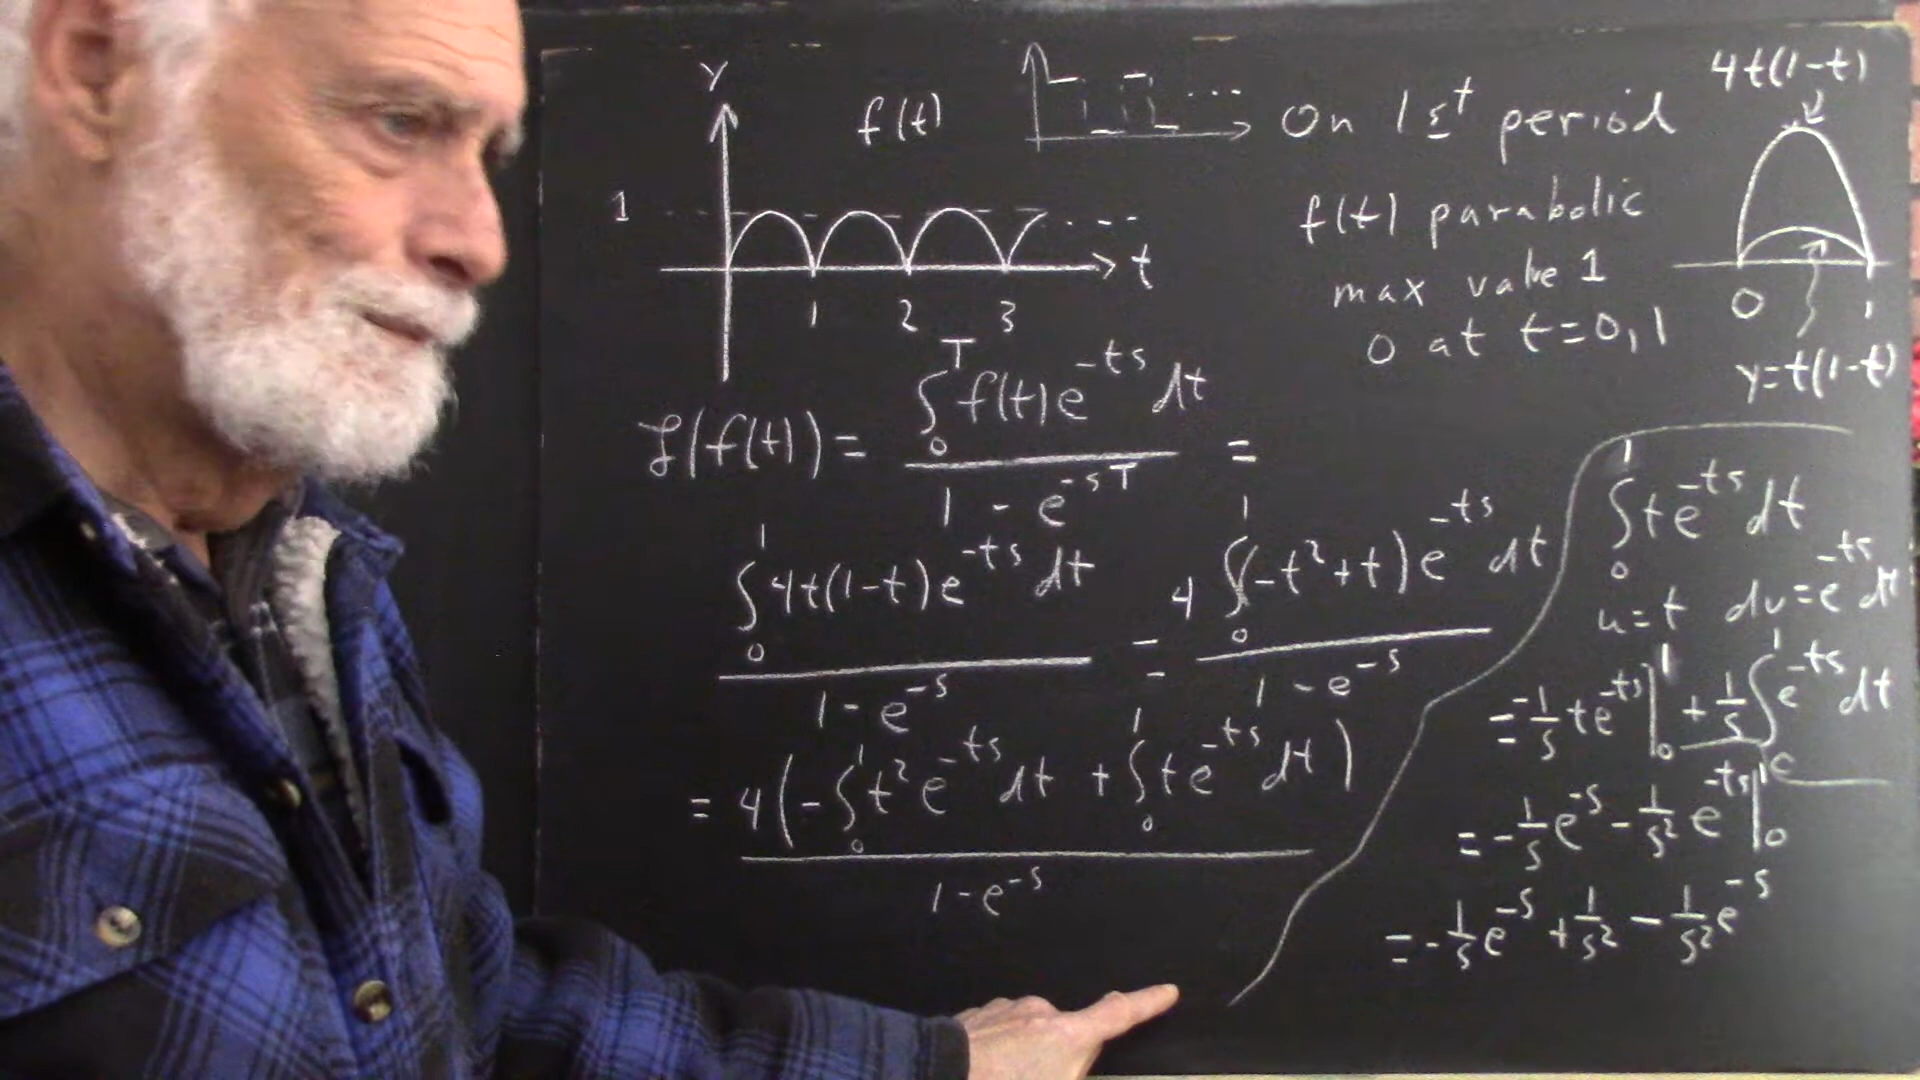 Y
f(t)
1
t
1 2 3
On 1st period
f(t) parabolic
max value 1
0 at t=0,1
4t(1-t)
0 1
y=t(1-t)
ℒ(f(t)) = ∫₀ᵀ f(t)e^{-ts} dt / (1 - e^{-sT}) =
∫₀¹ 4t(1-t)e^{-ts} dt / (1-e^{-s}) = 4 ∫₀¹ (-t²+t)e^{-ts} dt / (1-e^{-s})
= 4(-∫₀¹ t² e^{-ts} dt + ∫₀¹ te^{-ts} dt) / (1-e^{-s})
∫₀¹ te^{-ts} dt
u=t dv=e^{-ts} dt
= -1/s te^{-ts} |₀¹ + 1/s ∫₀¹ e^{-ts} dt
= -1/s e^{-s} - 1/s² e^{-ts} |₀¹
= -1/s e^{-s} + 1/s² - 1/s² e^{-s}